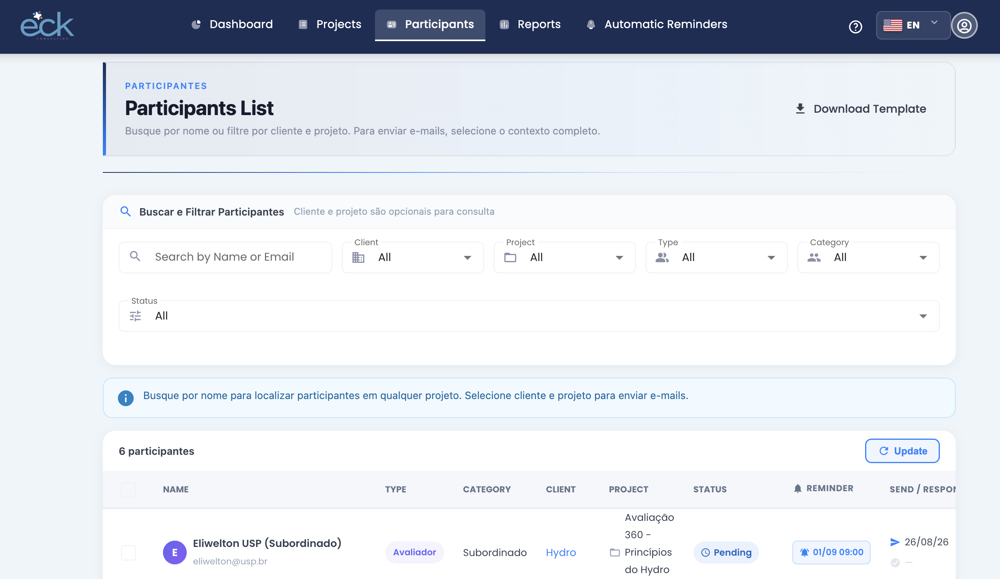 eck
CONSULTING
Dashboard
Projects
Participants
Reports
Automatic Reminders
EN
PARTICIPANTES
Participants List
Busque por nome ou filtre por cliente e projeto. Para enviar e-mails, selecione o contexto completo.
Download Template
Buscar e Filtrar Participantes
Cliente e projeto são opcionais para consulta
Search by Name or Email
Client
All
Project
All
Type
All
Category
All
Status
All
Busque por nome para localizar participantes em qualquer projeto. Selecione cliente e projeto para enviar e-mails.
6 participantes
Update
NAME
TYPE
CATEGORY
CLIENT
PROJECT
STATUS
REMINDER
SEND / RESPON
E
Eliwelton USP (Subordinado)
eliwelton@usp.br
Avaliador
Subordinado
Hydro
Avaliação
360 -
Princípios
do Hydro
Pending
01/09 09:00
26/08/26
—